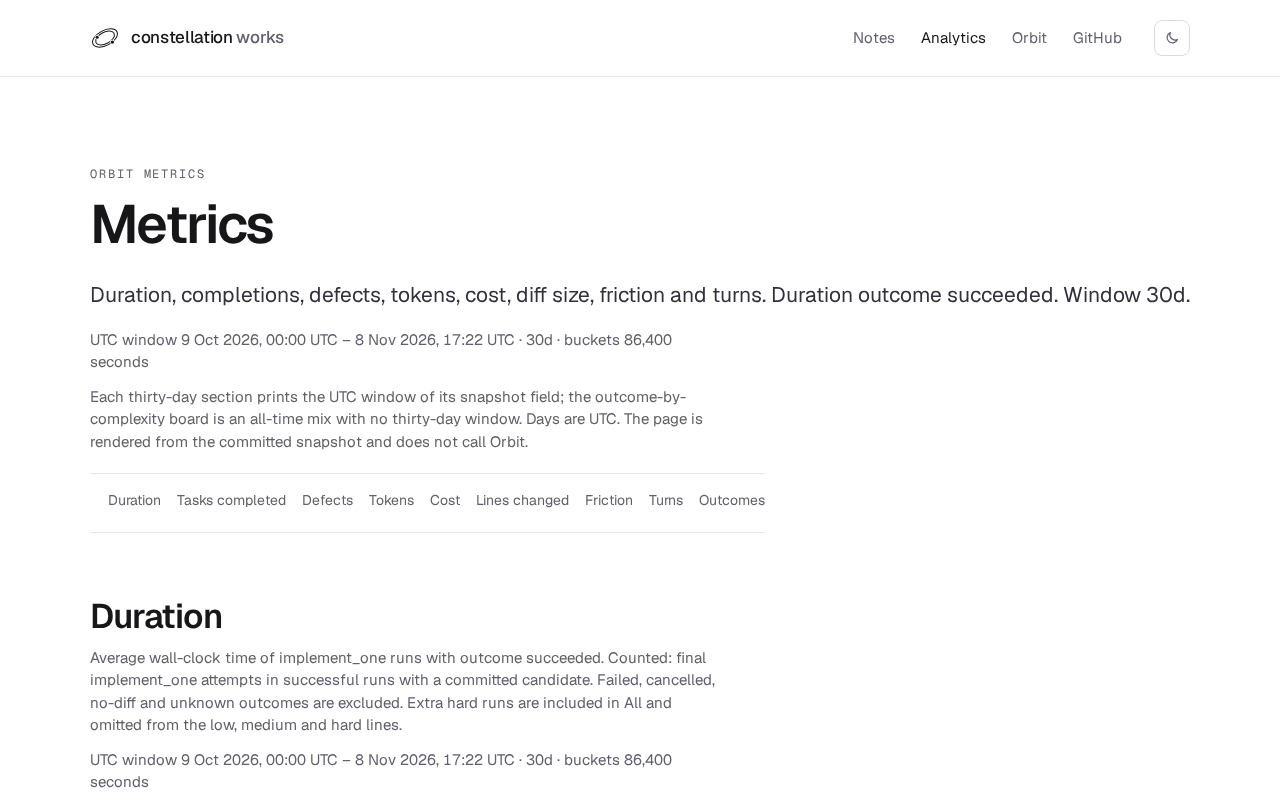 constellation works
Notes Analytics Orbit GitHub
ORBIT METRICS
Metrics
Duration, completions, defects, tokens, cost, diff size, friction and turns. Duration outcome succeeded. Window 30d.
UTC window 9 Oct 2026, 00:00 UTC – 8 Nov 2026, 17:22 UTC · 30d · buckets 86,400
seconds
Each thirty-day section prints the UTC window of its snapshot field; the outcome-by-
complexity board is an all-time mix with no thirty-day window. Days are UTC. The page is
rendered from the committed snapshot and does not call Orbit.
Duration Tasks completed Defects Tokens Cost Lines changed Friction Turns Outcomes
Duration
Average wall-clock time of implement_one runs with outcome succeeded. Counted: final
implement_one attempts in successful runs with a committed candidate. Failed, cancelled,
no-diff and unknown outcomes are excluded. Extra hard runs are included in All and
omitted from the low, medium and hard lines.
UTC window 9 Oct 2026, 00:00 UTC – 8 Nov 2026, 17:22 UTC · 30d · buckets 86,400
seconds